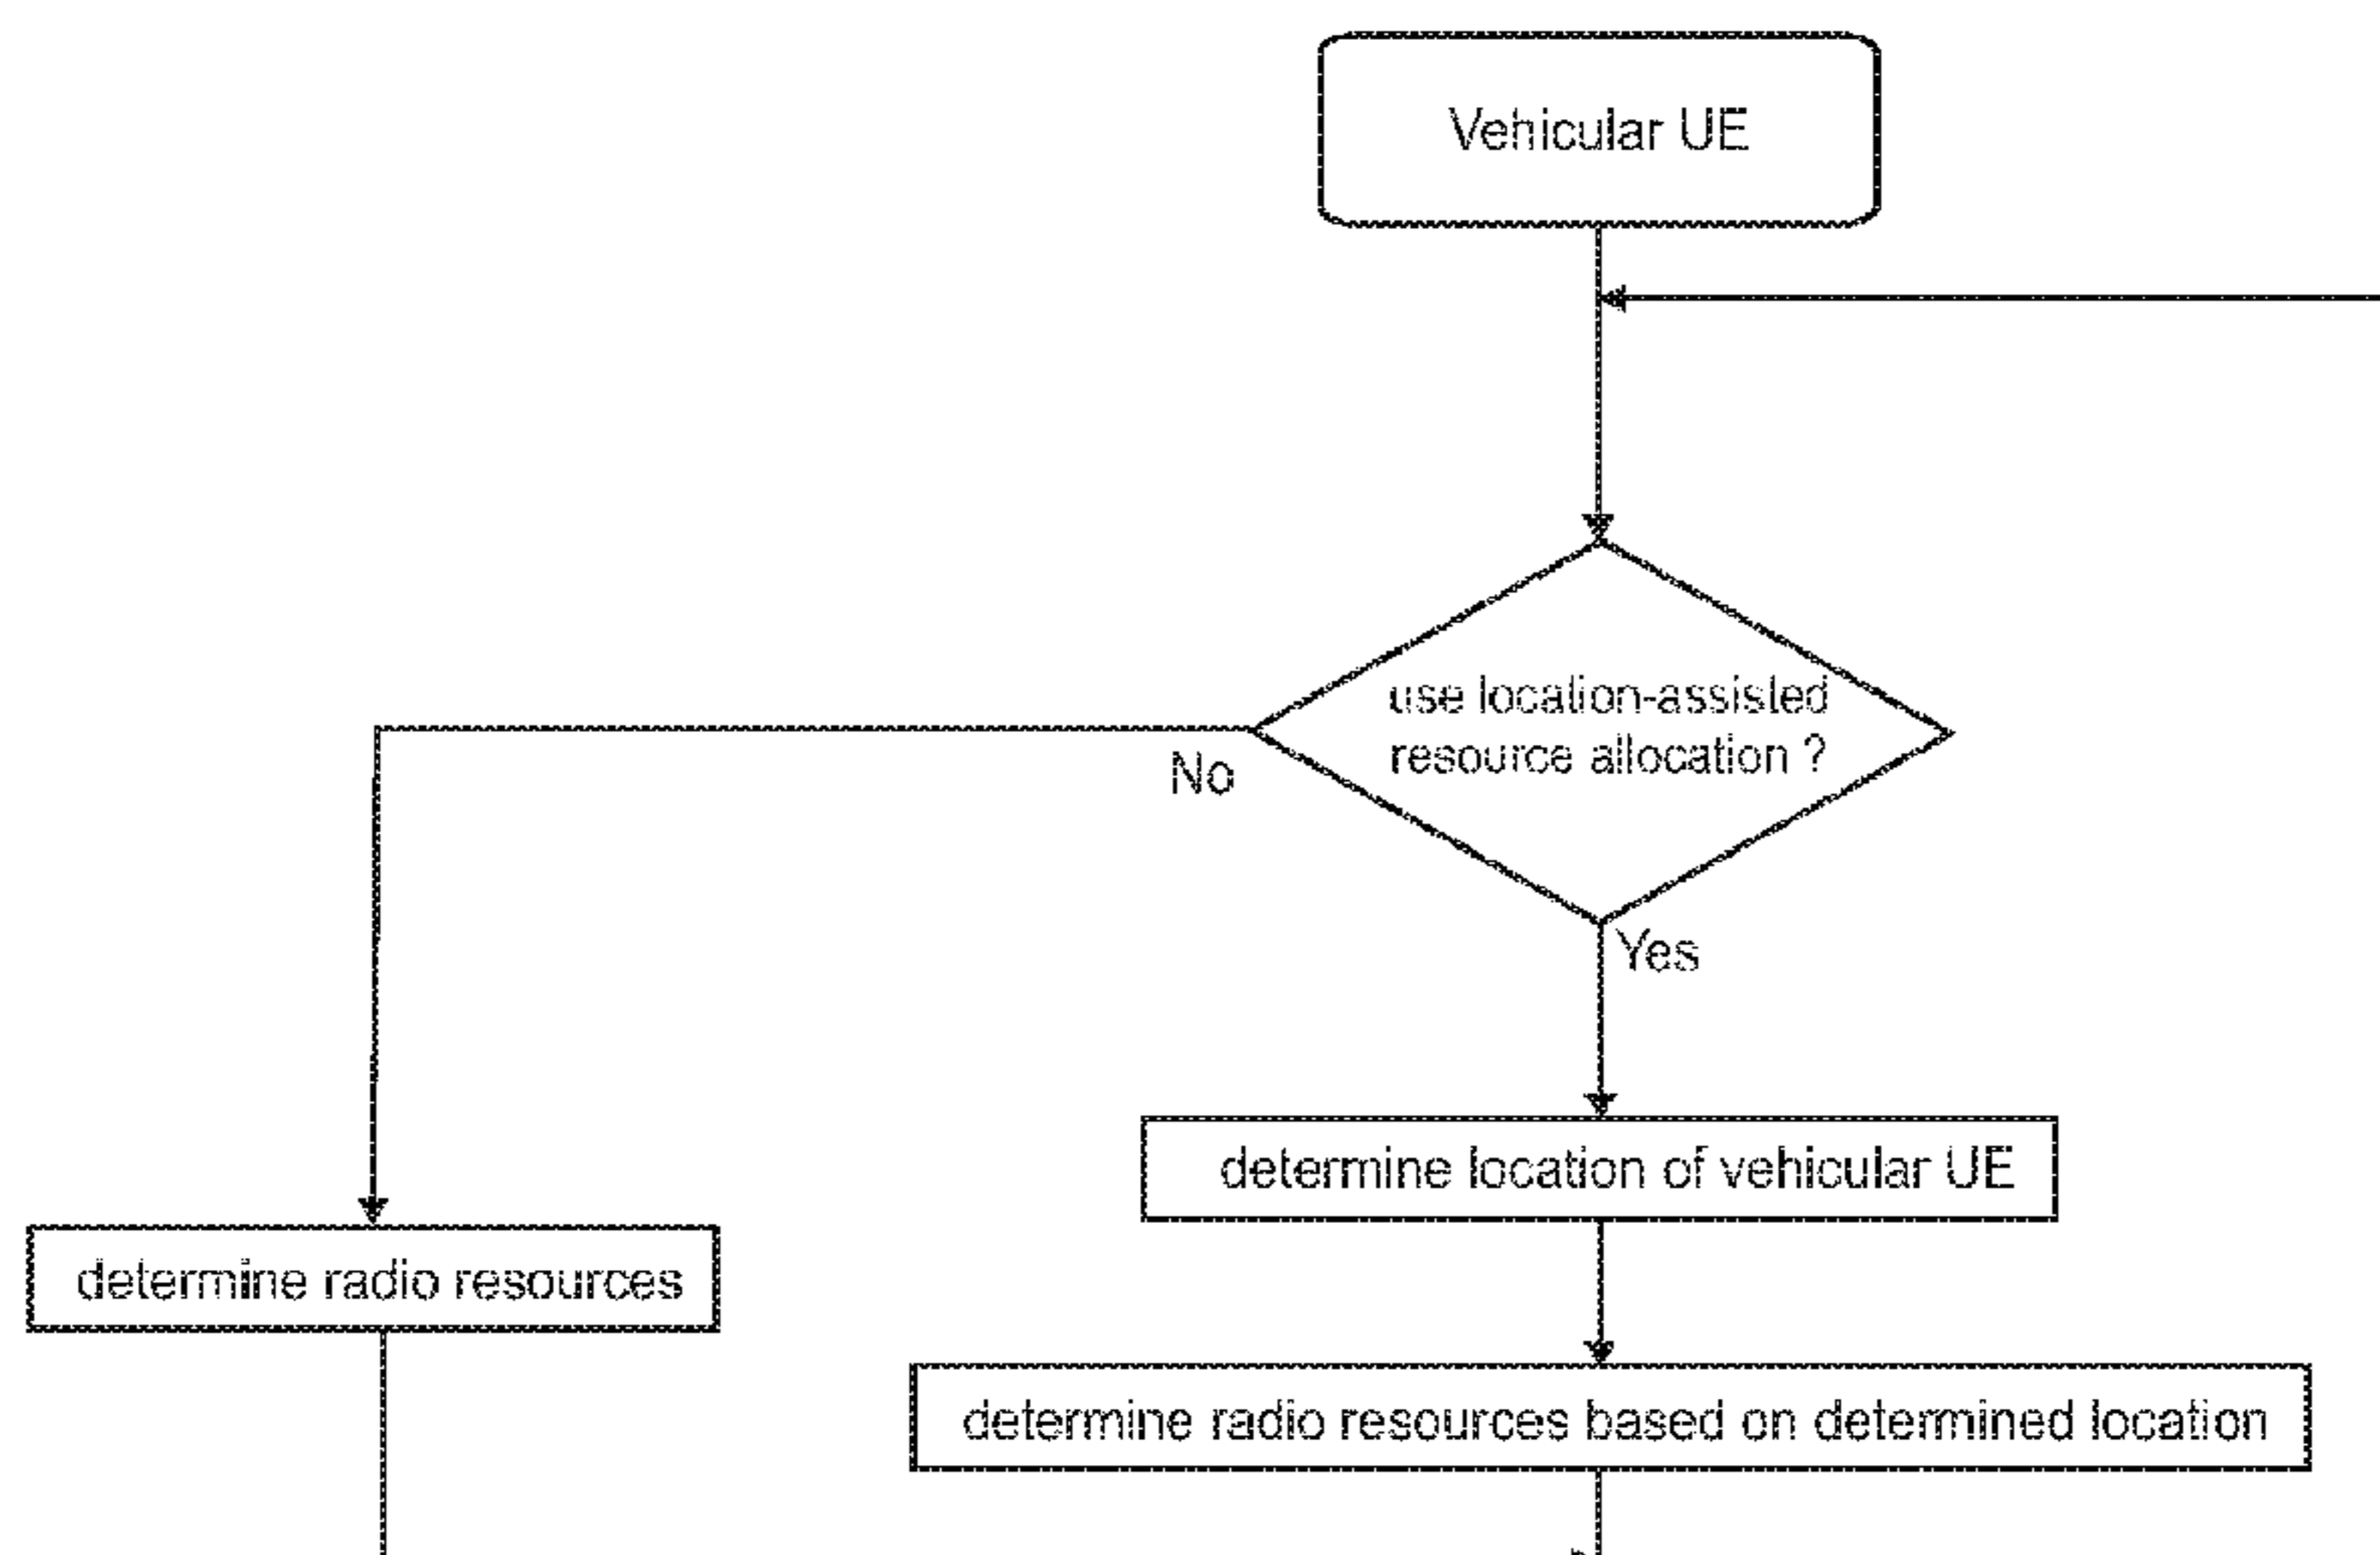 Vehicular UE
use location-assisted
resource allocation ?
No
Yes
determine location of vehicular UE
determine radio resources
determine radio resources based on determined location